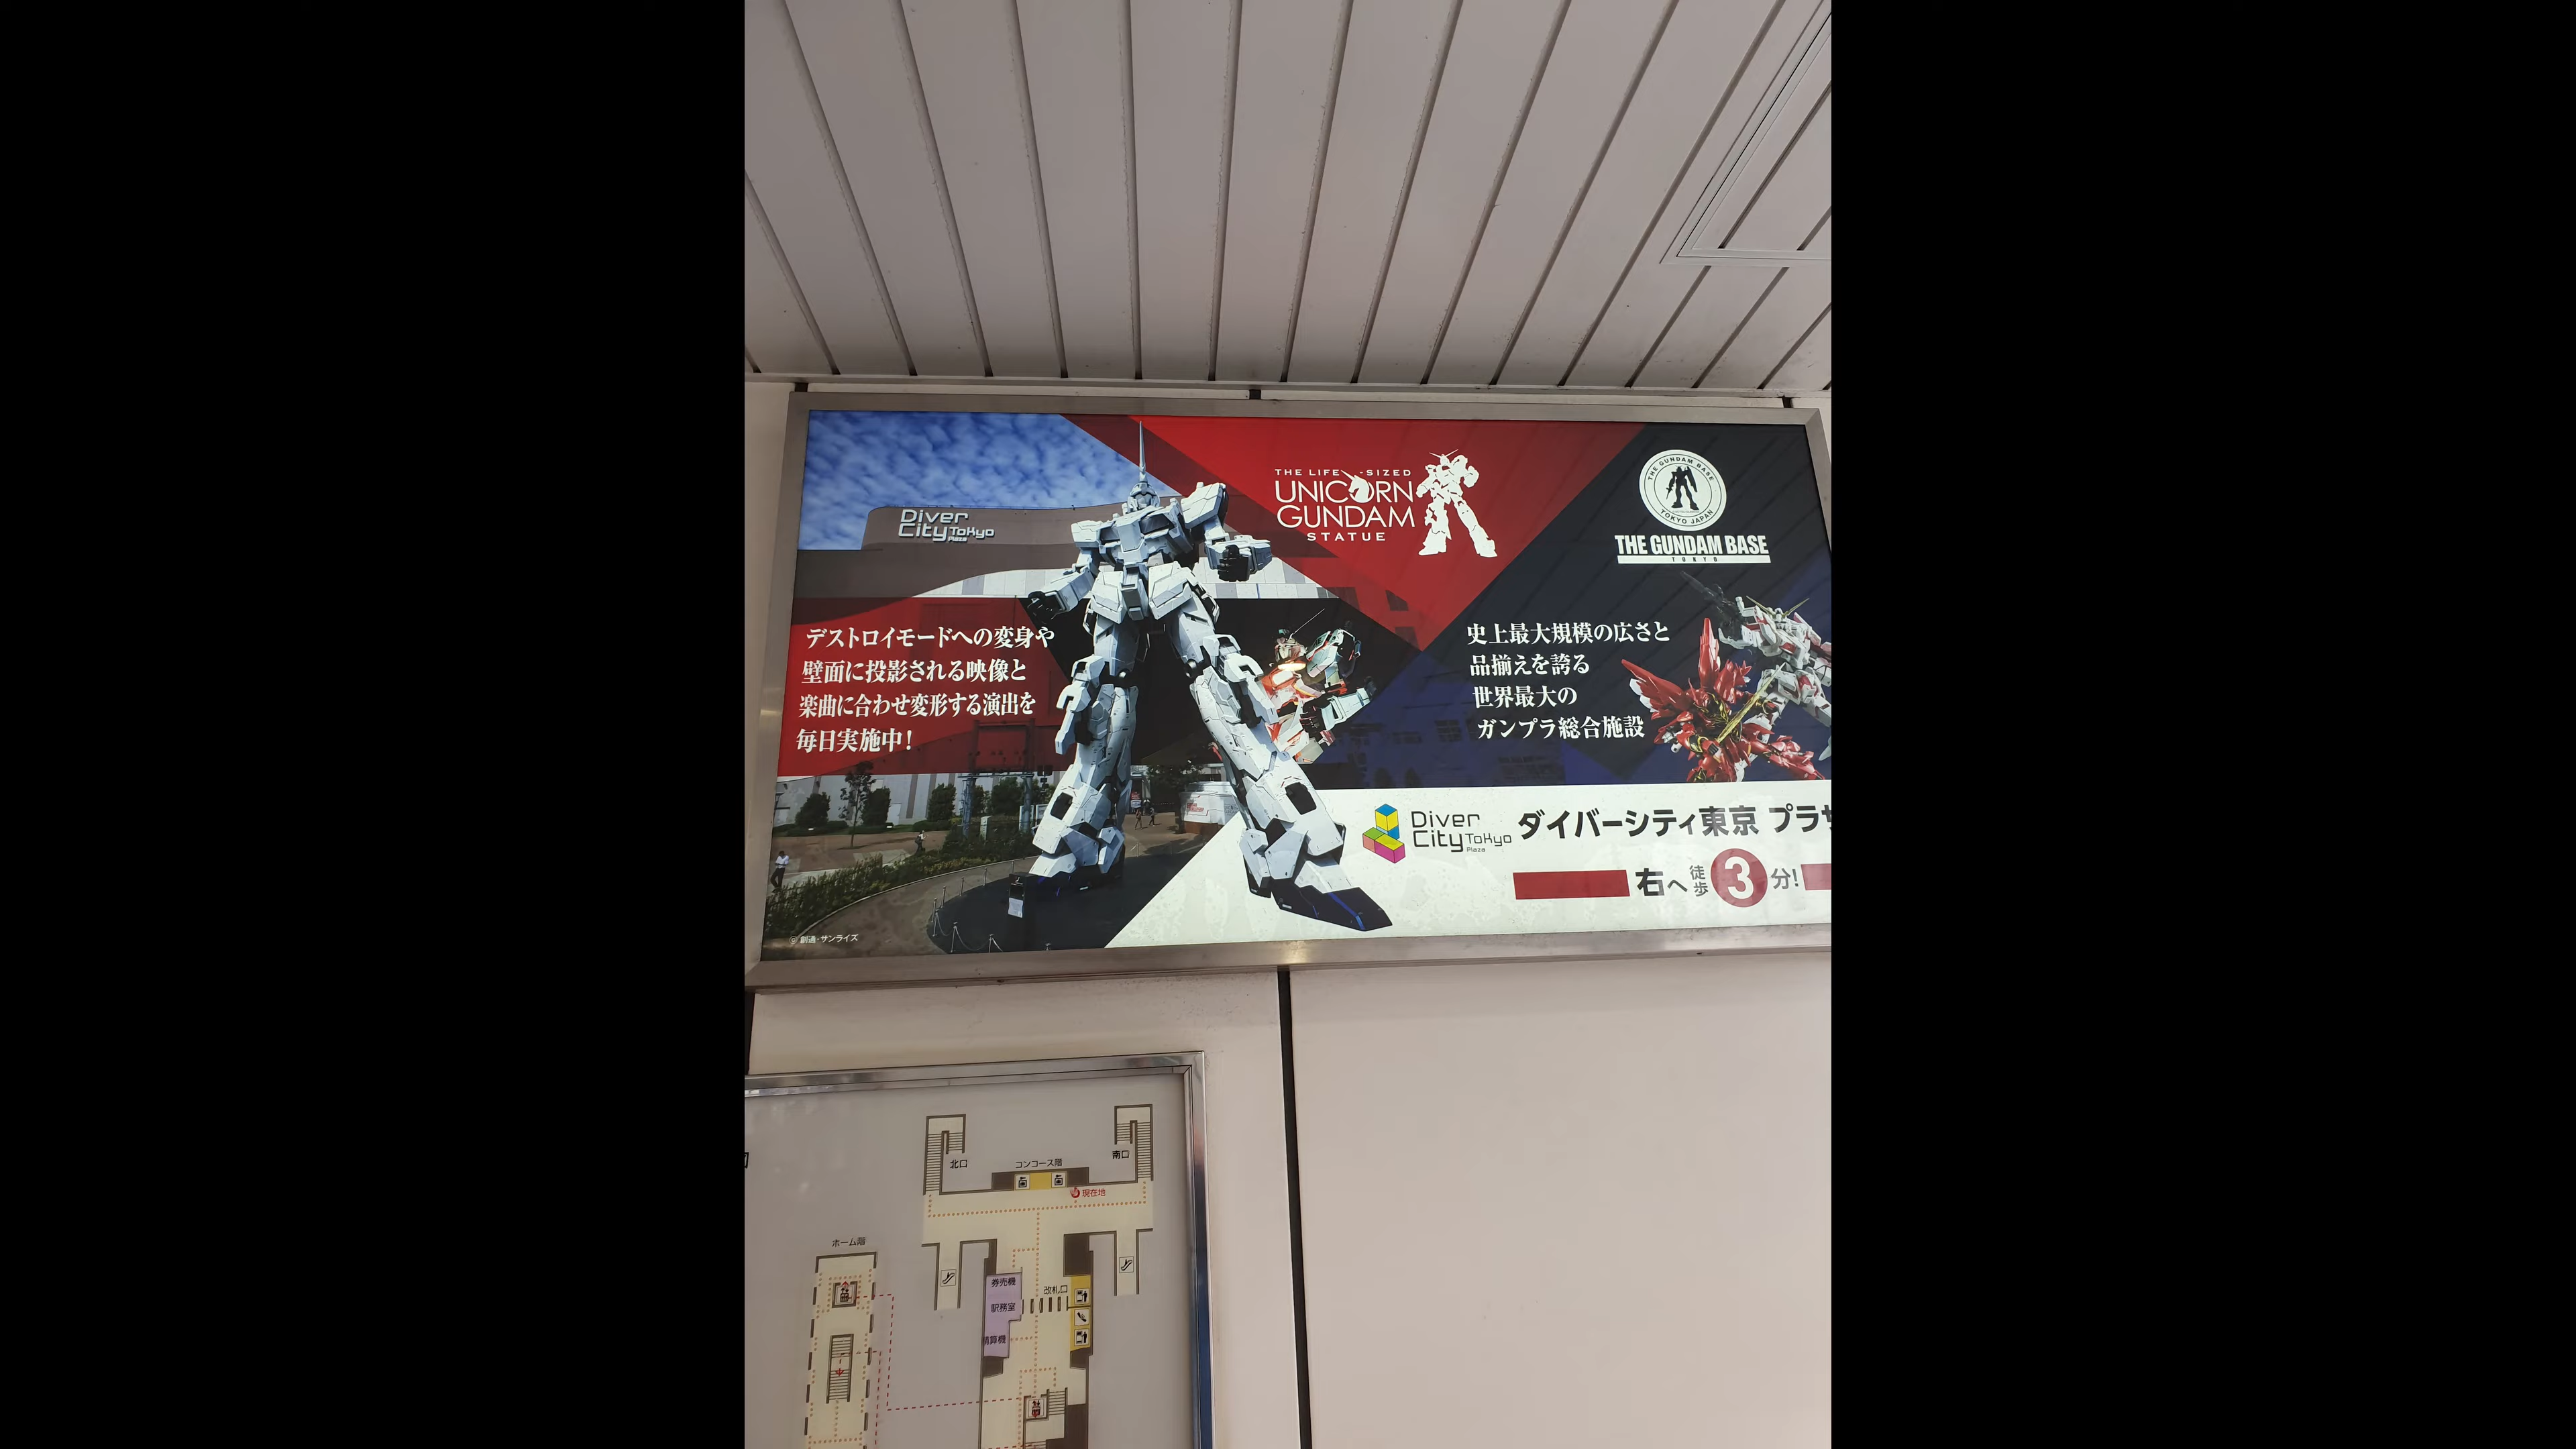 Diver
City Tokyo
Plaza
THE LIFE-SIZED
UNICORN
GUNDAM
STATUE
THE GUNDAM BASE
TOKYO JAPAN
THE GUNDAM BASE
TOKYO
デストロイモードへの変身や
壁面に投影される映像と
楽曲に合わせ変形する演出を
毎日実施中!
史上最大規模の広さと
品揃えを誇る
世界最大の
ガンプラ総合施設
Diver
City Tokyo
Plaza
ダイバーシティ東京 プラザ
右へ徒歩3分!
©創通・サンライズ
北口
コンコース階
南口
現在地
ホーム階
券売機
改札口
駅務室
精算機